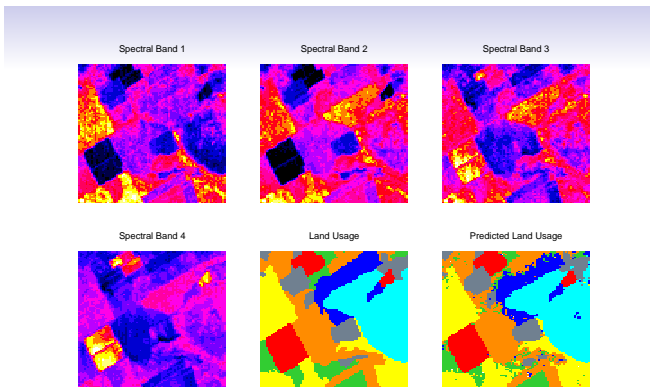 Spectral Band 1
Spectral Band 2
Spectral Band 3
Spectral Band 4
Land Usage
Predicted Land Usage